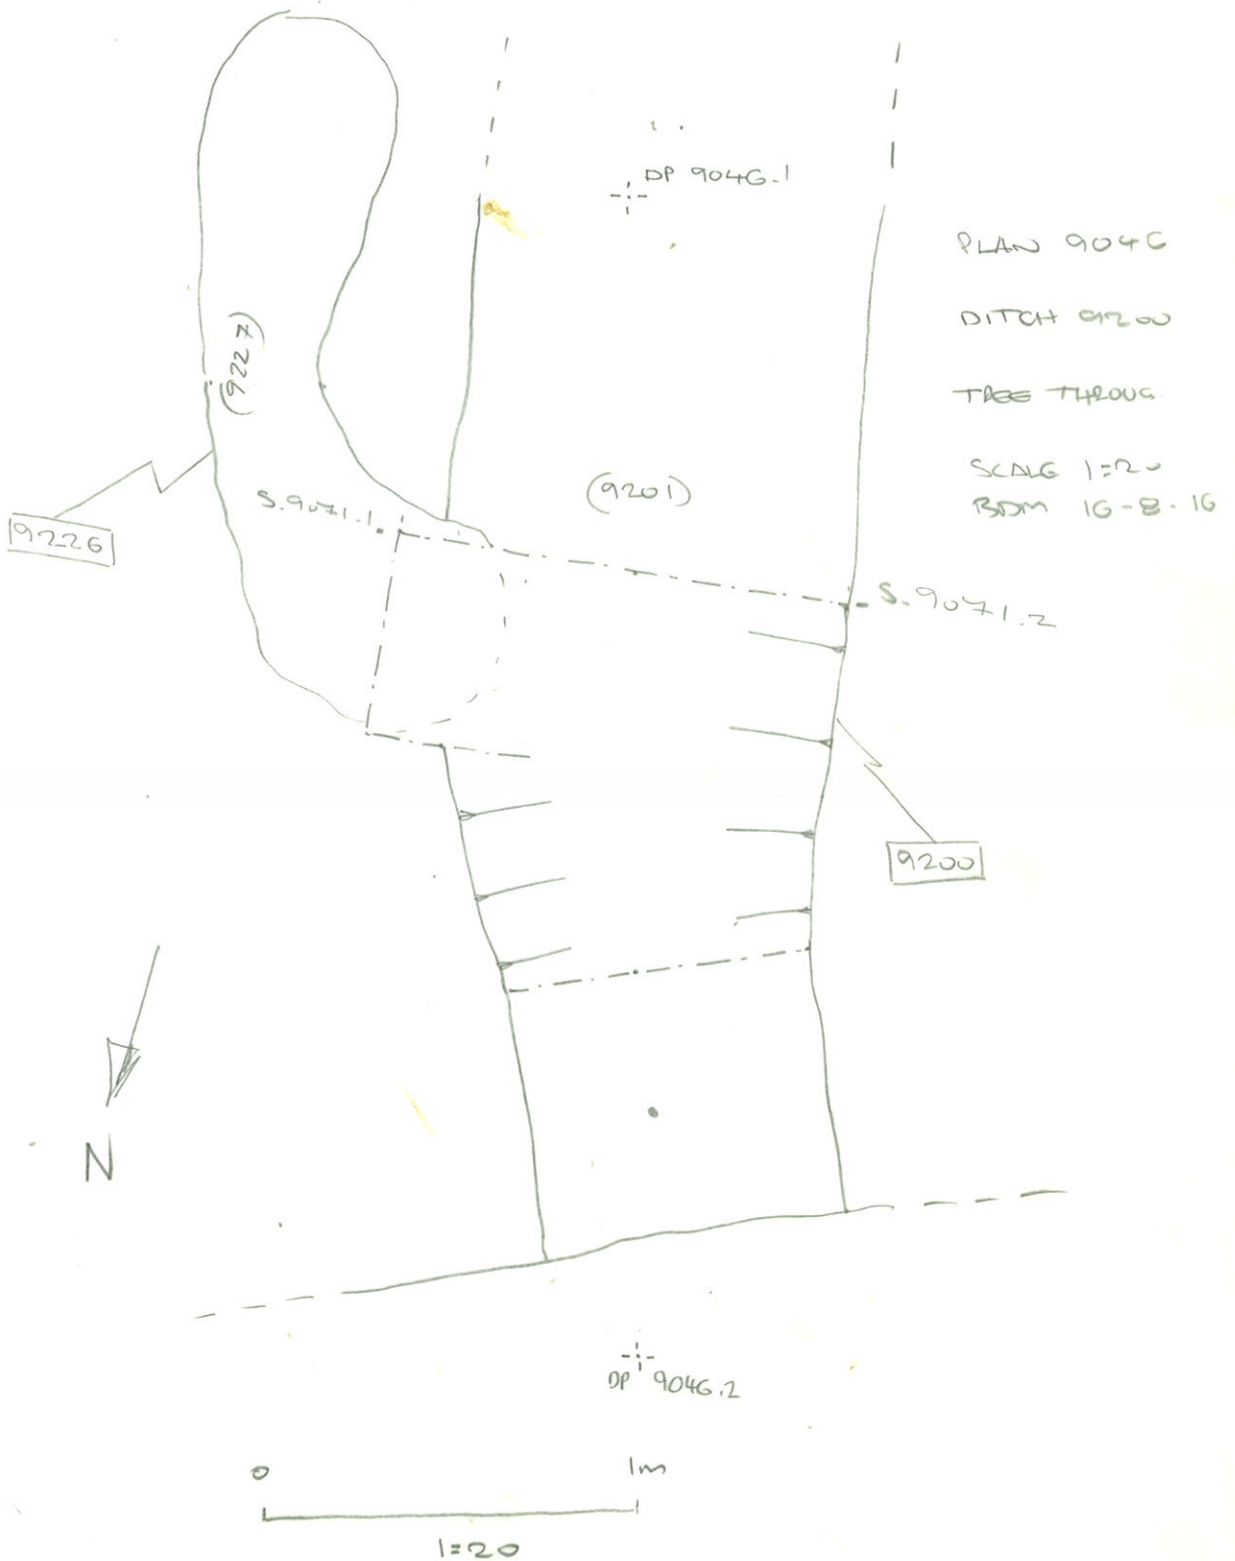 DP 9046.1
PLAN 9046
DITCH 9200
TREE THROUG
SCALE 1=20
BDM 16-8-16
(9227)
(9201)
S.9071.1
9226
S.9071.2
9200
N
DP 9046.2
0 1m
1=20